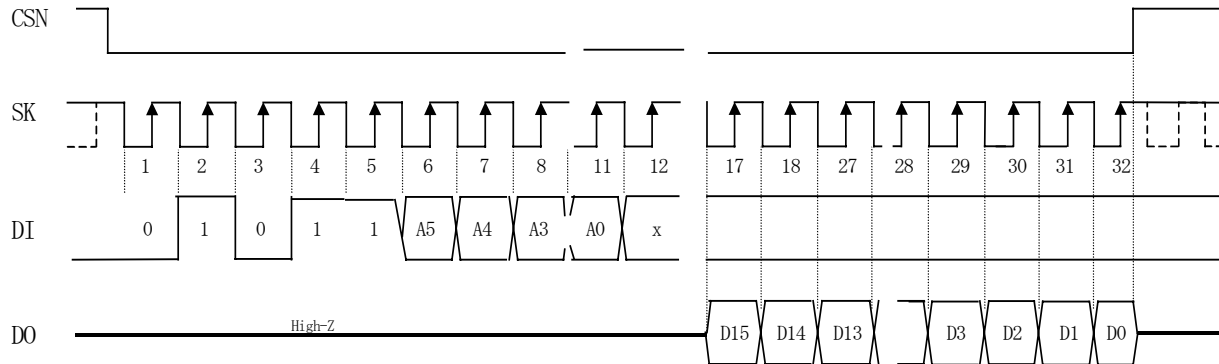 CSN
SK
1 2 3 4 5 6 7 8 11 12 17 18 27 28 29 30 31 32
DI 0 1 0 1 1 A5 A4 A3 A0 x
High-Z
DO D15 D14 D13 D3 D2 D1 D0